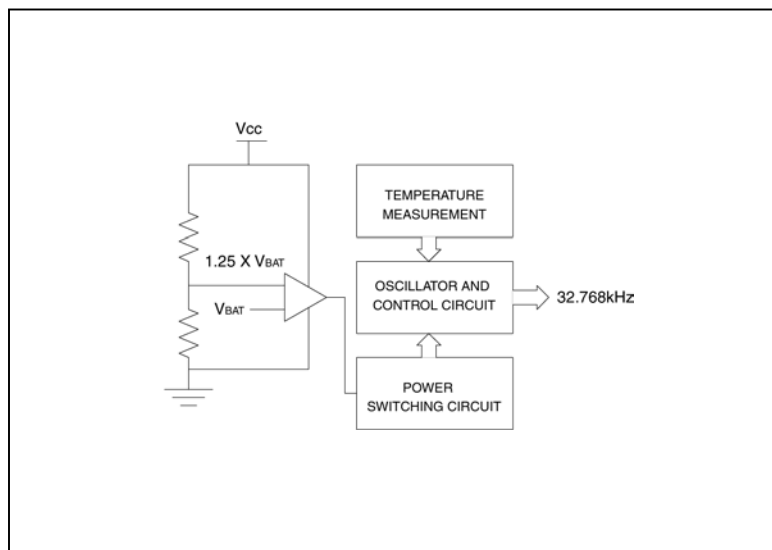 Vcc
TEMPERATURE
MEASUREMENT
1.25 X VBAT
OSCILLATOR AND
CONTROL CIRCUIT
32.768kHz
VBAT
POWER
SWITCHING CIRCUIT